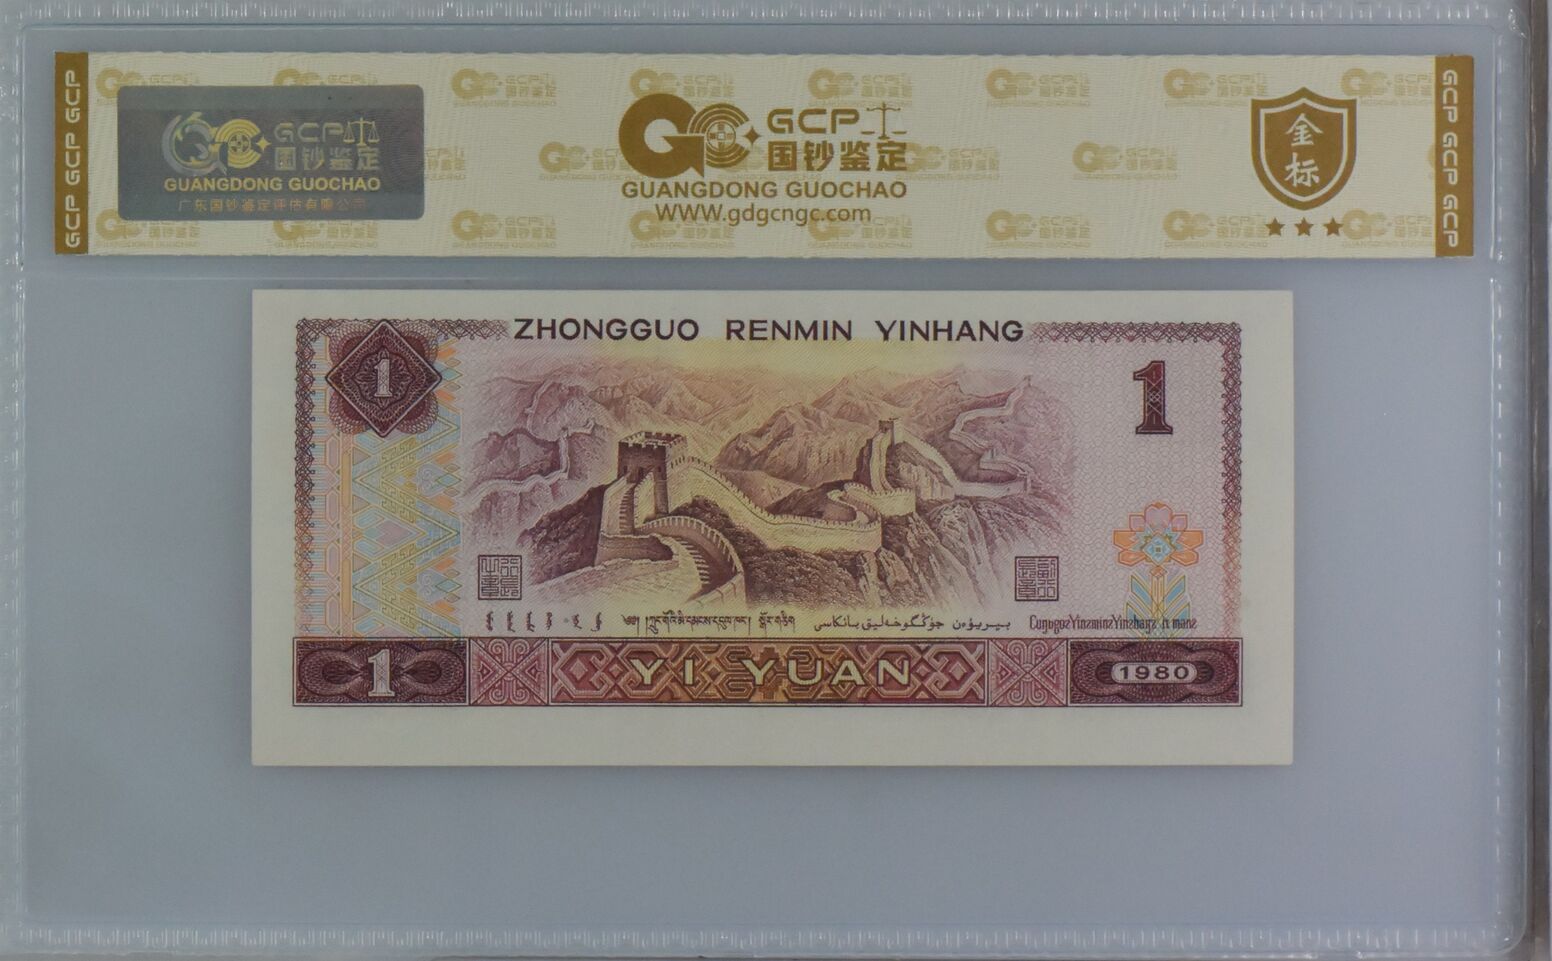 GCP GCP GCP
GCP
国钞鉴定
GUANGDONG GUOCHAO
广东国钞鉴定评估有限公司
GCP
国钞鉴定
GUANGDONG GUOCHAO
WWW.gdgcngc.com
金
标
GCP GCP GCP
ZHONGGUO RENMIN YINHANG
1
1
1
YI YUAN
1980